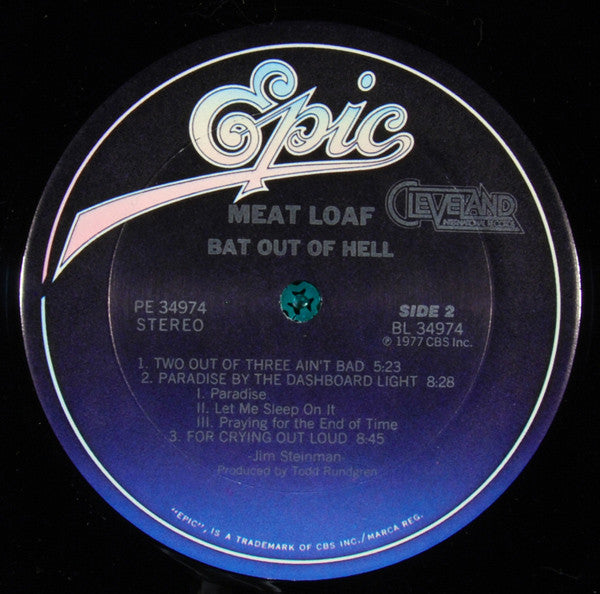 Epic
MEAT LOAF
CLEVELAND
INTERNATIONAL RECORDS
BAT OUT OF HELL
PE 34974
STEREO
SIDE 2
BL 34974
℗ 1977 CBS Inc.
1. TWO OUT OF THREE AIN'T BAD 5:23
2. PARADISE BY THE DASHBOARD LIGHT 8:28
I. Paradise
II. Let Me Sleep On It
III. Praying for the End of Time
3. FOR CRYING OUT LOUD 8:45
-Jim Steinman-
Produced by Todd Rundgren
"EPIC", IS A TRADEMARK OF CBS INC./MARCA REG.